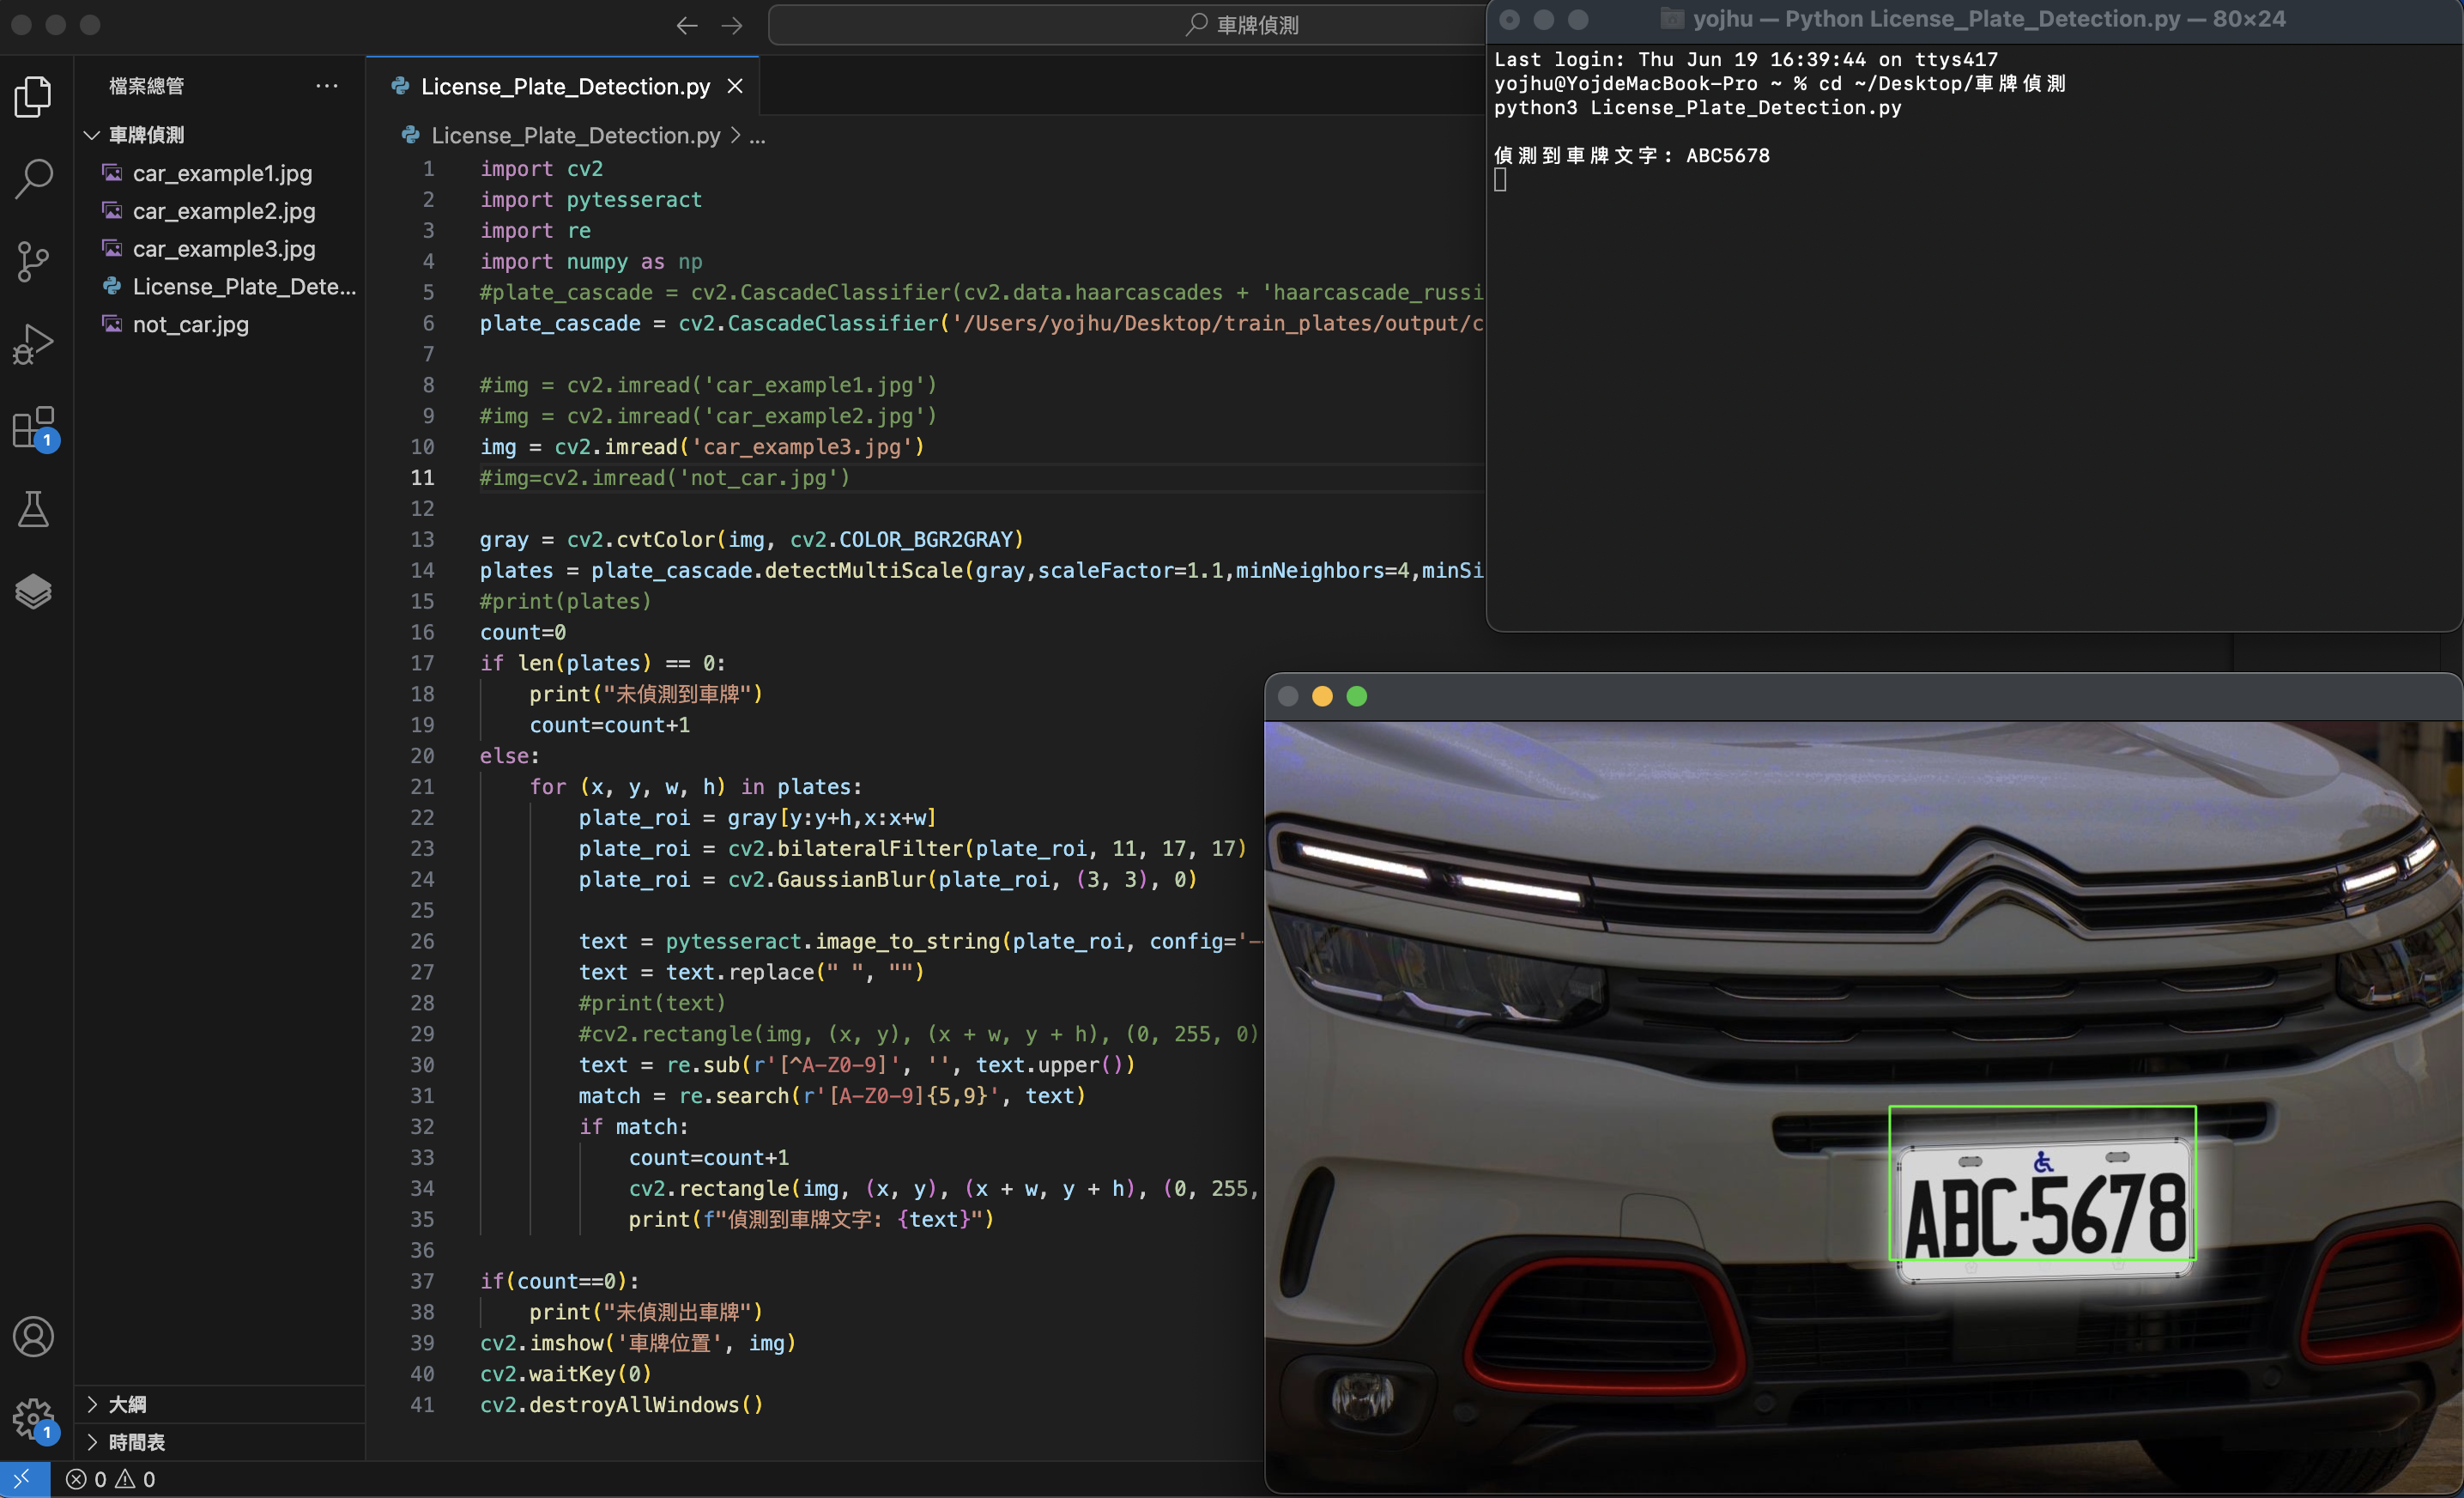 車牌偵測
檔案總管
車牌偵測
car_example1.jpg
car_example2.jpg
car_example3.jpg
License_Plate_Dete...
not_car.jpg
大綱
時間表
0 0
1
1
License_Plate_Detection.py
License_Plate_Detection.py > ...
1 import cv2
2 import pytesseract
3 import re
4 import numpy as np
5 #plate_cascade = cv2.CascadeClassifier(cv2.data.haarcascades + 'haarcascade_russi
6 plate_cascade = cv2.CascadeClassifier('/Users/yojhu/Desktop/train_plates/output/c
7
8 #img = cv2.imread('car_example1.jpg')
9 #img = cv2.imread('car_example2.jpg')
10 img = cv2.imread('car_example3.jpg')
11 #img=cv2.imread('not_car.jpg')
12
13 gray = cv2.cvtColor(img, cv2.COLOR_BGR2GRAY)
14 plates = plate_cascade.detectMultiScale(gray,scaleFactor=1.1,minNeighbors=4,minSi
15 #print(plates)
16 count=0
17 if len(plates) == 0:
18 print("未偵測到車牌")
19 count=count+1
20 else:
21 for (x, y, w, h) in plates:
22 plate_roi = gray[y:y+h,x:x+w]
23 plate_roi = cv2.bilateralFilter(plate_roi, 11, 17, 17)
24 plate_roi = cv2.GaussianBlur(plate_roi, (3, 3), 0)
25
26 text = pytesseract.image_to_string(plate_roi, config='-
27 text = text.replace(" ", "")
28 #print(text)
29 #cv2.rectangle(img, (x, y), (x + w, y + h), (0, 255, 0)
30 text = re.sub(r'[^A-Z0-9]', '', text.upper())
31 match = re.search(r'[A-Z0-9]{5,9}', text)
32 if match:
33 count=count+1
34 cv2.rectangle(img, (x, y), (x + w, y + h), (0, 255,
35 print(f"偵測到車牌文字: {text}")
36
37 if(count==0):
38 print("未偵測出車牌")
39 cv2.imshow('車牌位置', img)
40 cv2.waitKey(0)
41 cv2.destroyAllWindows()
yojhu — Python License_Plate_Detection.py — 80×24
Last login: Thu Jun 19 16:39:44 on ttys417
yojhu@YojdeMacBook-Pro ~ % cd ~/Desktop/車牌偵測
python3 License_Plate_Detection.py
偵測到車牌文字: ABC5678
ABC·5678